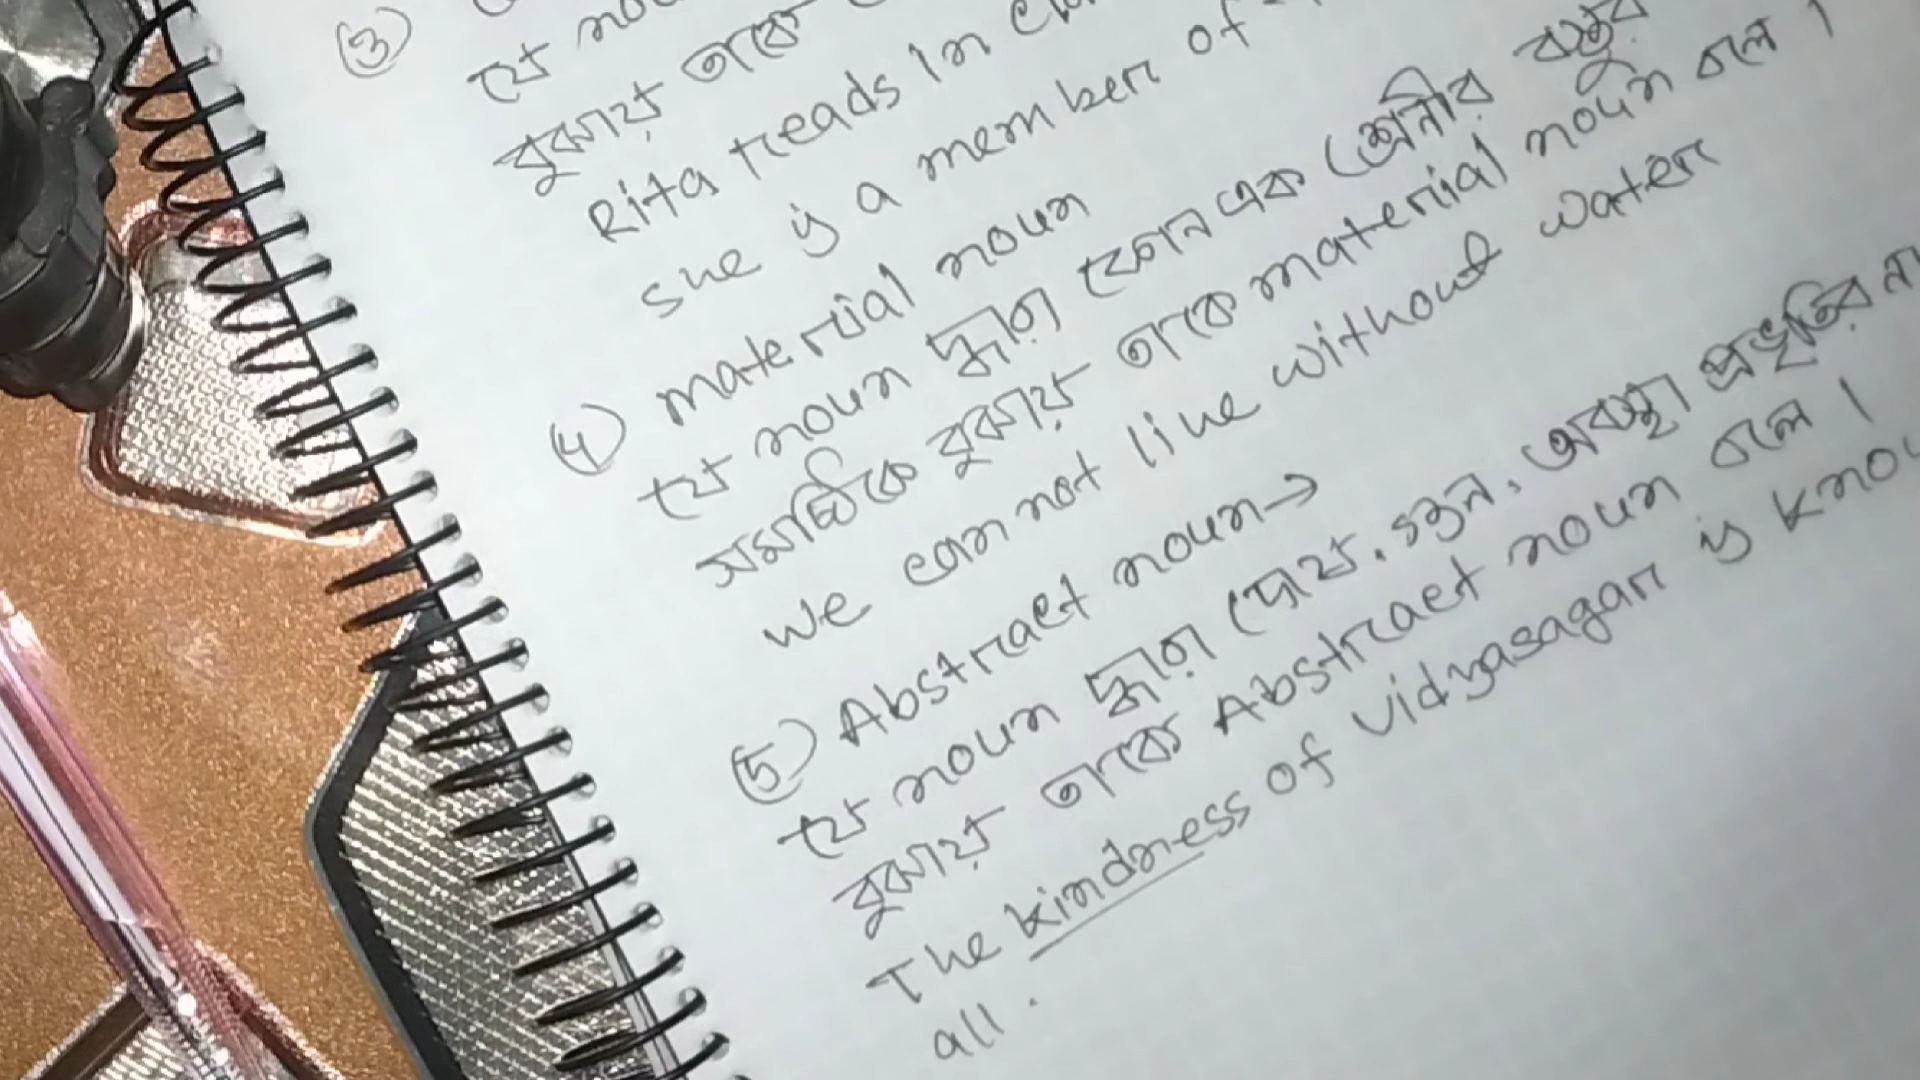 (3)
যে
বুঝায় তাকে
Rita reads in
she is a member of
(4) material noun
যে noun দ্বারা কোন এক শ্রেনীর বস্তুর
সমষ্টিকে বুঝায় তাকে material noun বলে ।
We can not live without water
(5) Abstract noun→
যে noun দ্বারা দোষ, গুন, অবস্থা প্রভৃতির
বুঝায় তাকে Abstract noun বলে ।
The kindness of vidyasagar is
all .